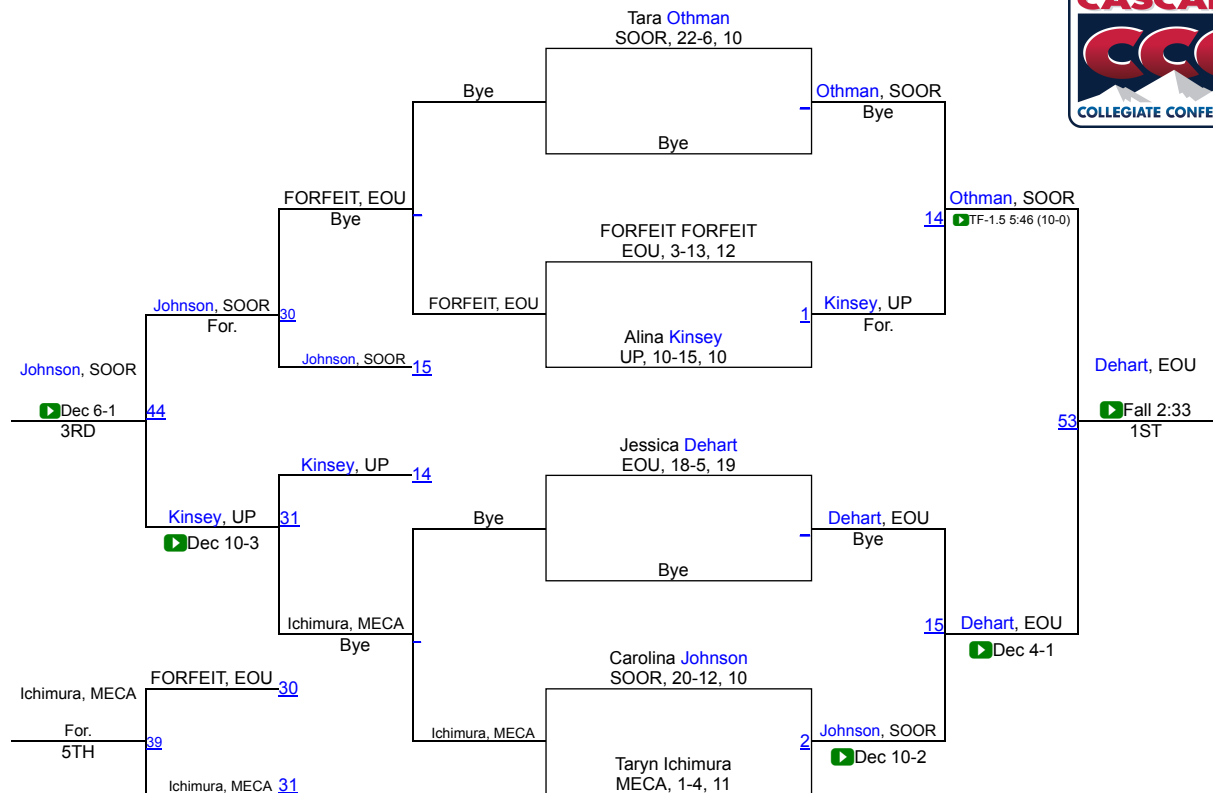 Tara Othman
SOOR, 22-6, 10
Bye
Othman, SOOR
Bye
Bye
COLLEGIATE
FORFEIT, EOU
Bye
Othman, SOOR
14
TF-1.5 5:46 (10-0)
FORFEIT FORFEIT
EOU, 3-13, 12
Johnson, SOOR
For.
30
FORFEIT, EOU
1
Kinsey, UP
For.
Alina Kinsey
UP, 10-15, 10
Johnson, SOOR
15
Johnson, SOOR
Dec 6-1
3RD
44
Dehart, EOU
Fall 2:33
1ST
53
Jessica Dehart
EOU, 18-5, 19
Kinsey, UP
14
Kinsey, UP
Dec 10-3
31
Bye
Dehart, EOU
Bye
Bye
Ichimura, MECA
Bye
15
Dehart, EOU
Dec 4-1
Carolina Johnson
SOOR, 20-12, 10
FORFEIT, EOU
30
Ichimura, MECA
For.
5TH
39
Ichimura, MECA
2
Johnson, SOOR
Dec 10-2
Taryn Ichimura
MECA, 1-4, 11
Ichimura, MECA
31